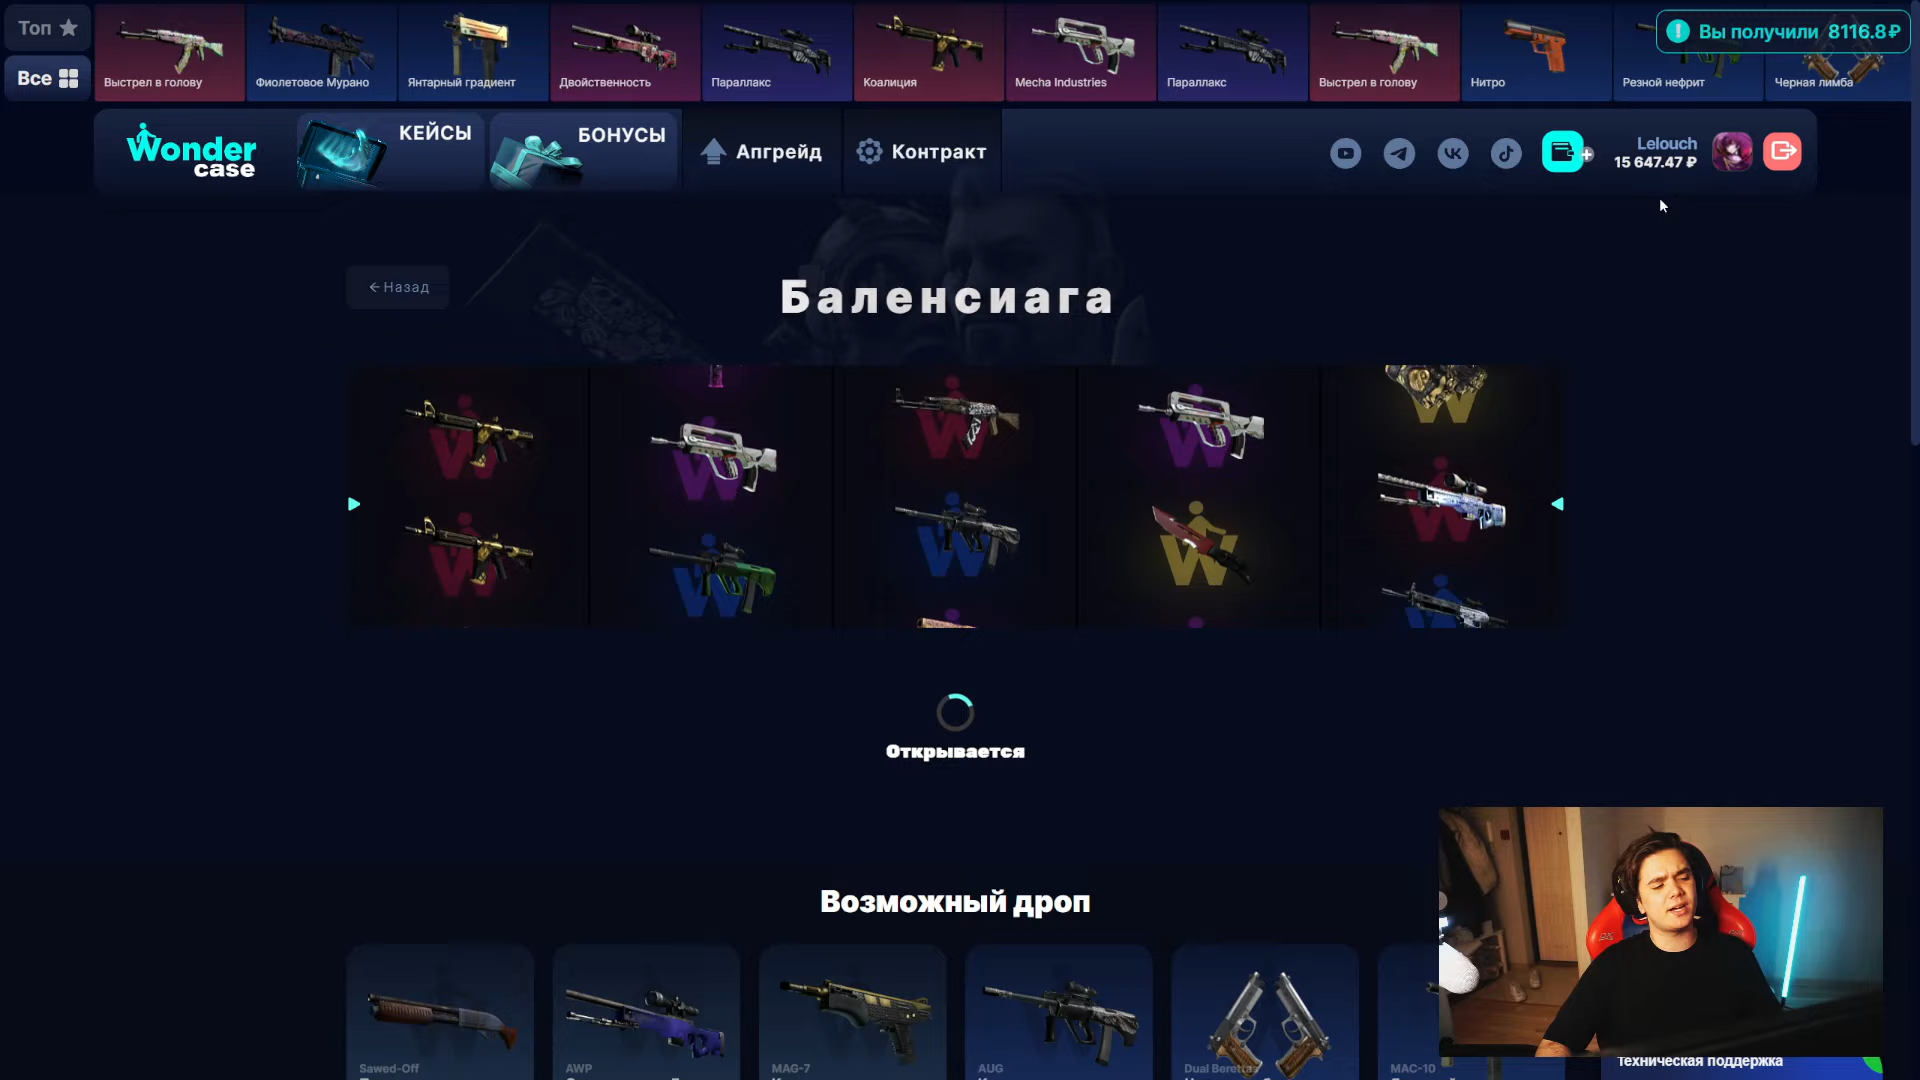 Топ
Все
Выстрел в голову
Фиолетовое Мурано
Янтарный градиент
Двойственность
Параллакс
Коалиция
Mecha Industries
Параллакс
Выстрел в голову
Нитро
Резной нефрит
Черная лимба
Вы получили 8116.8₽
Wonder
case
КЕЙСЫ
БОНУСЫ
Апгрейд
Контракт
Lelouch
15 647.47 ₽
Назад
Баленсиага
Открывается
Возможный дроп
Sawed-Off
AWP
MAG-7
AUG
Dual Berettas
MAC-10
Техническая поддержка